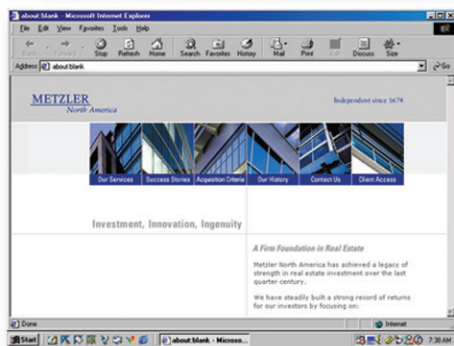 about:blank - Microsoft Internet Explorer
File Edit View Favorites Tools Help
Back Forward Stop Refresh Home Search Favorites History Mail Print Edit Discuss Size
Address about:blank Go
METZLER
North America
Independent since 1674
Our Services Success Stories Acquisition Criteria Our History Contact Us Client Access
Investment, Innovation, Ingenuity
A Firm Foundation in Real Estate
Metzler North America has achieved a legacy of
strength in real estate investment over the last
quarter century.
We have steadily built a strong record of returns
for our investors by focusing on:
Done Internet
Start about:blank - Microso... 7:38 AM